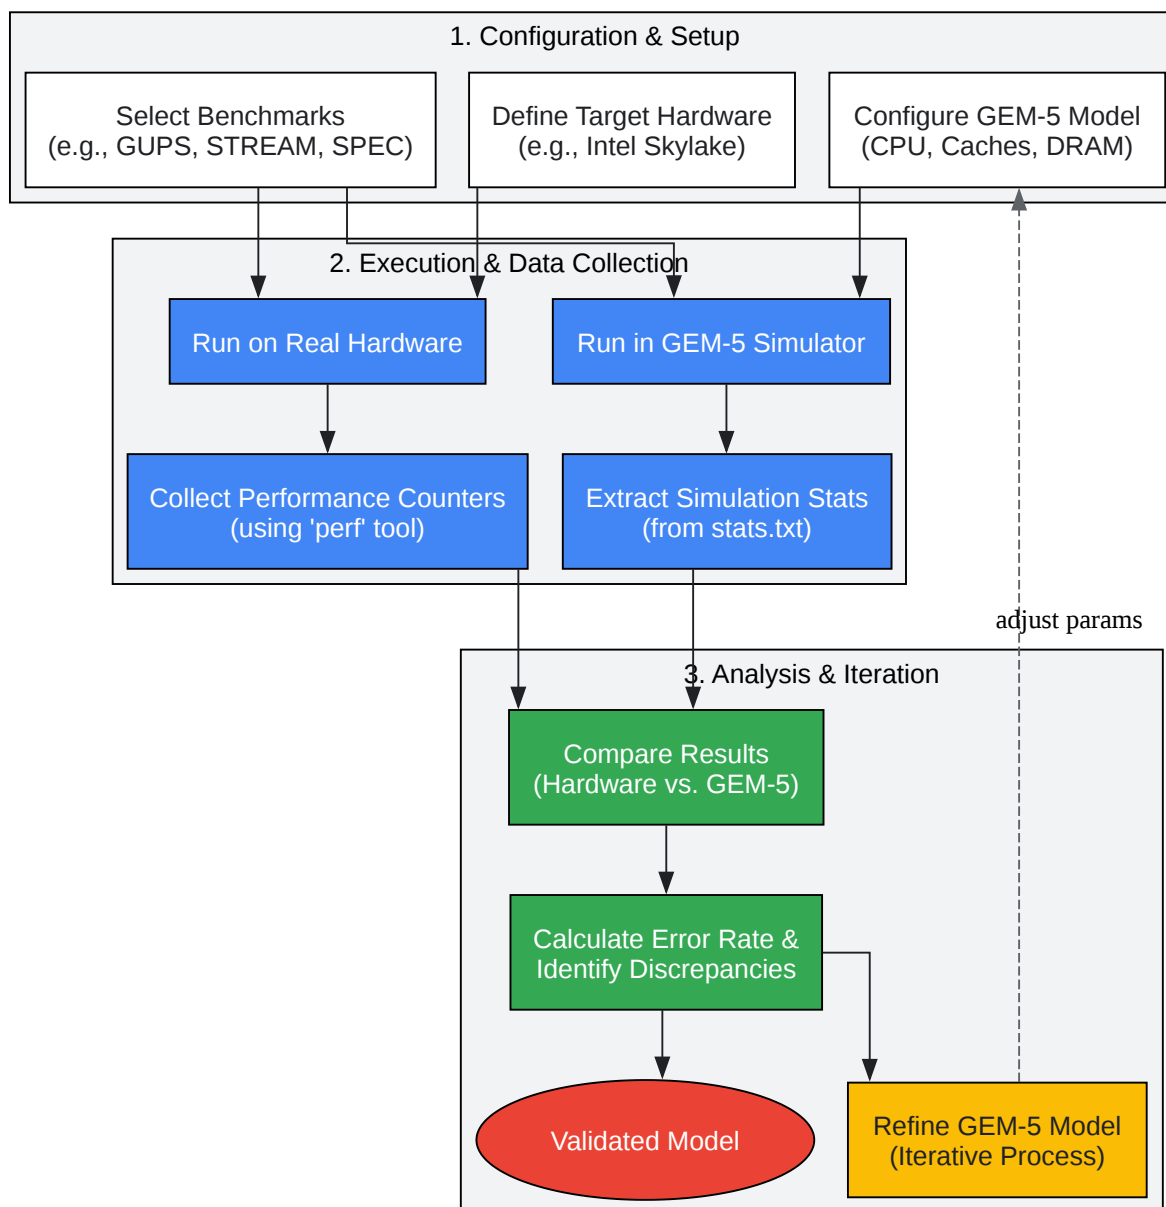 1. Configuration & Setup
Select Benchmarks
(e.g., GUPS, STREAM, SPEC)
Define Target Hardware
(e.g., Intel Skylake)
Configure GEM-5 Model
(CPU, Caches, DRAM)
2. Execution & Data Collection
Run on Real Hardware
Run in GEM-5 Simulator
Collect Performance Counters
(using 'perf' tool)
Extract Simulation Stats
(from stats.txt)
adjust params
3. Analysis & Iteration
Compare Results
(Hardware vs. GEM-5)
Calculate Error Rate &
Identify Discrepancies
Validated Model
Refine GEM-5 Model
(Iterative Process)